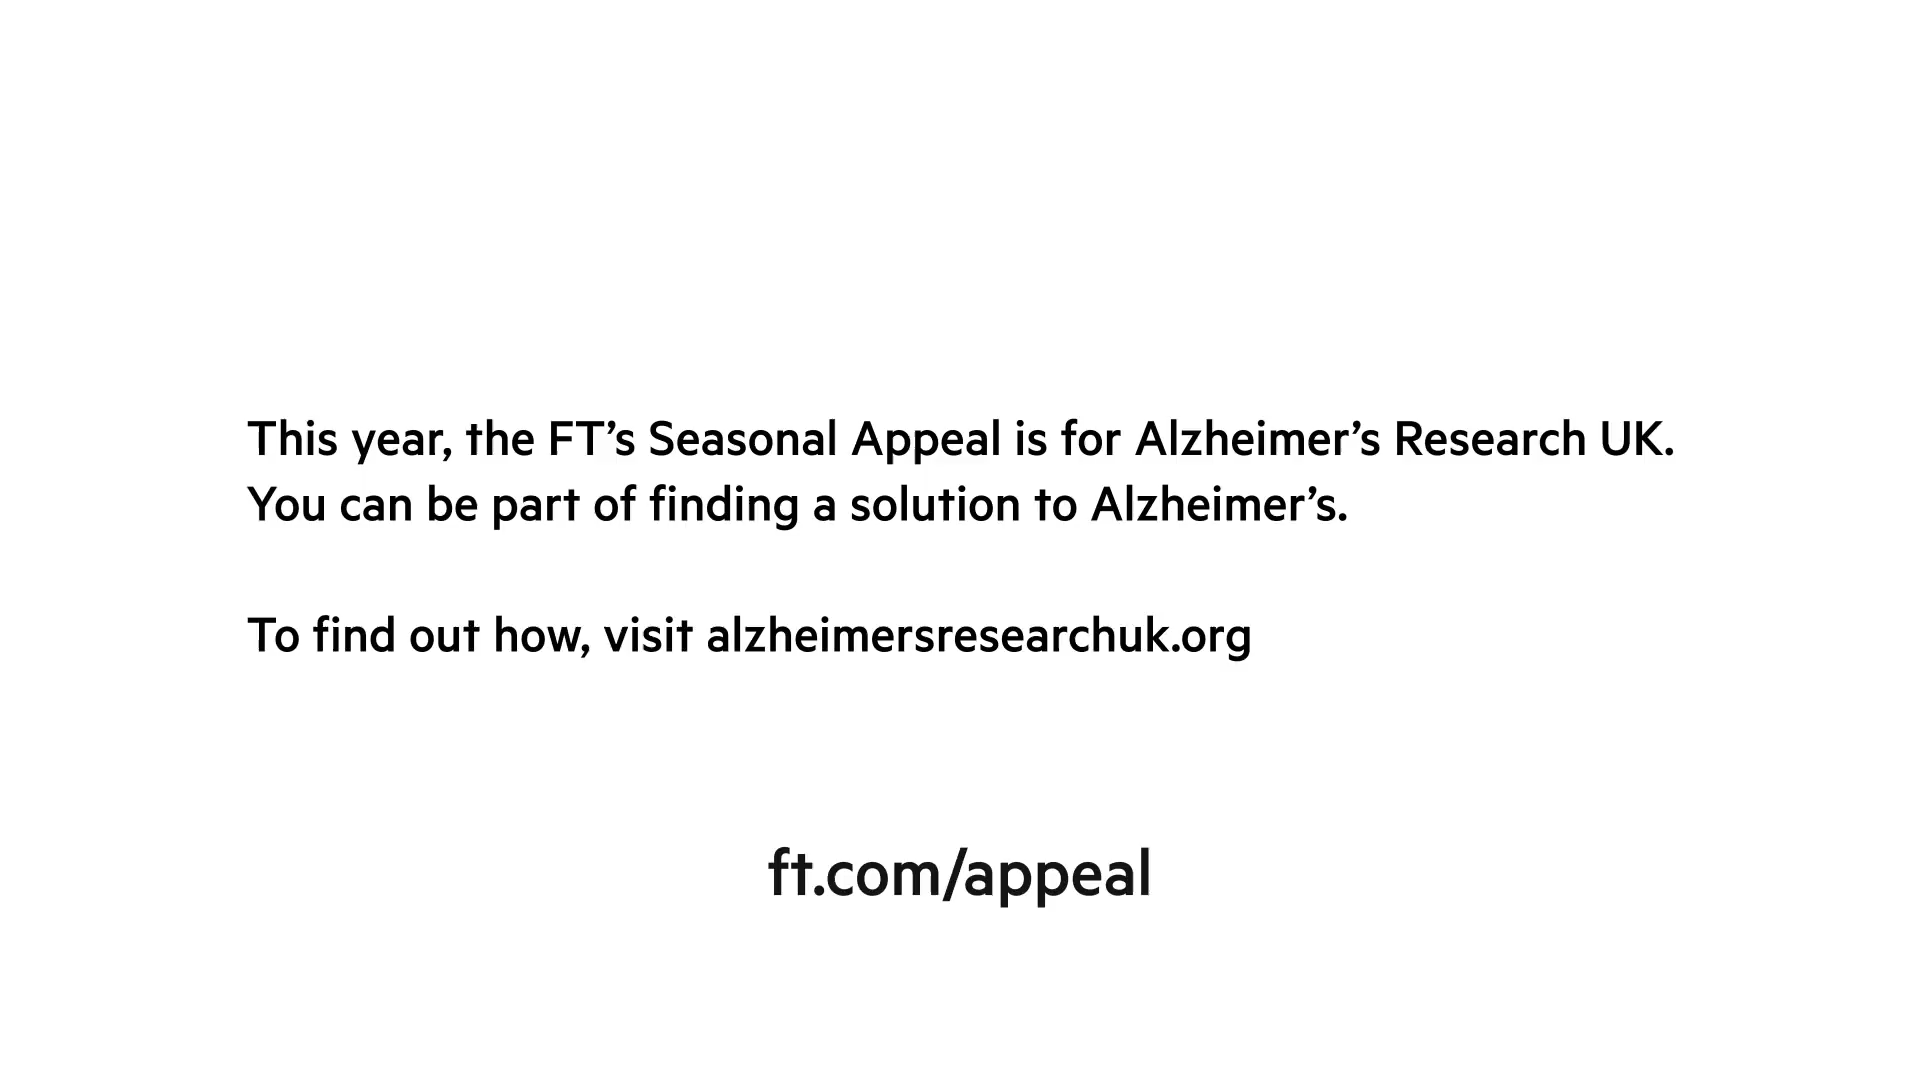 This year, the FT’s Seasonal Appeal is for Alzheimer’s Research UK.
You can be part of finding a solution to Alzheimer’s.
To find out how, visit alzheimersresearchuk.org
ft.com/appeal